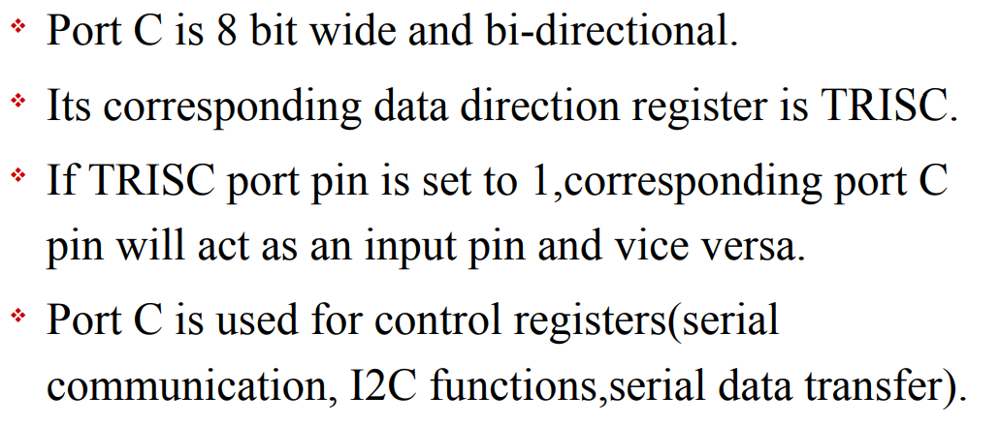 ❖ Port C is 8 bit wide and bi-directional.
❖ Its corresponding data direction register is TRISC.
❖ If TRISC port pin is set to 1,corresponding port C
pin will act as an input pin and vice versa.
❖ Port C is used for control registers(serial
communication, I2C functions,serial data transfer).